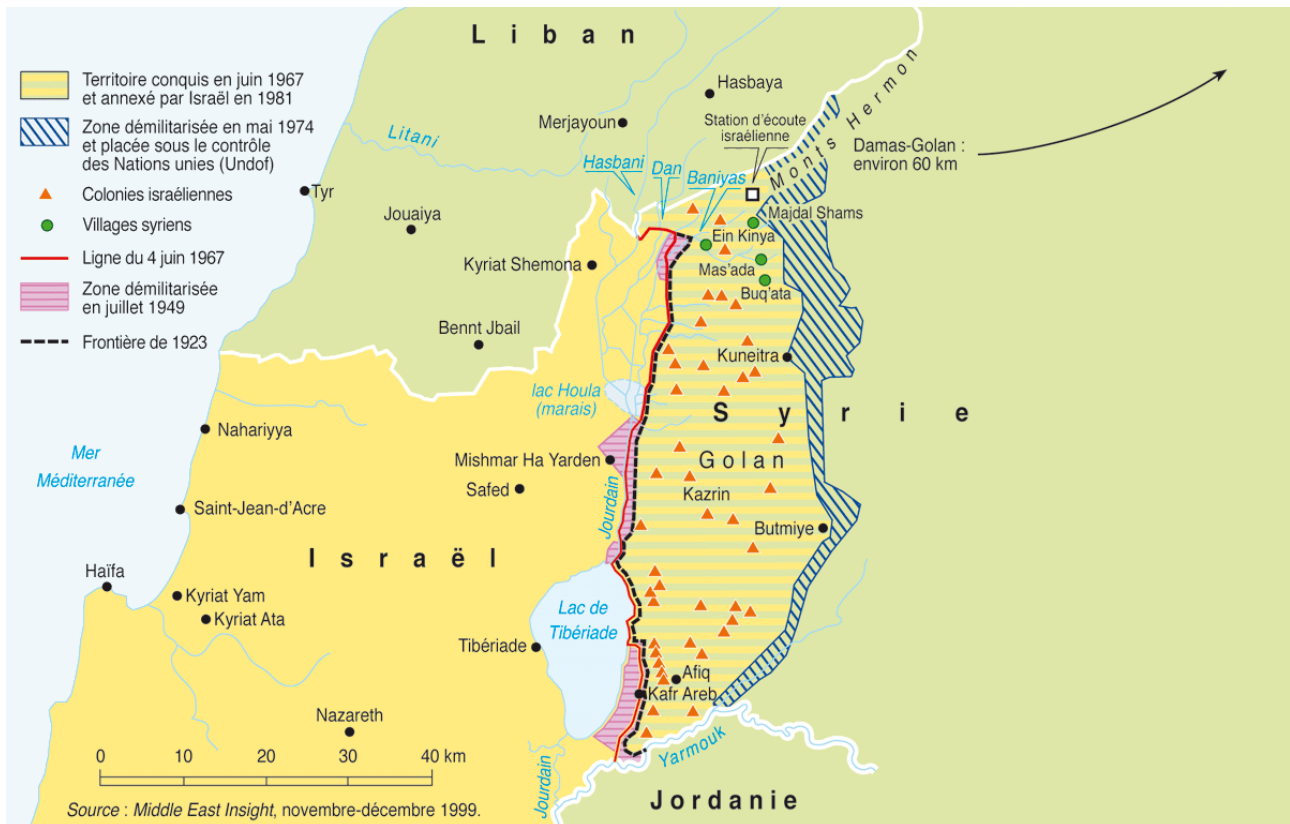 Liban
Territoire conquis en juin 1967
et annexé par Israël en 1981
Zone démilitarisée en mai 1974
et placée sous le contrôle
des Nations unies (Undof)
Colonies israéliennes
Villages syriens
Ligne du 4 juin 1967
Zone démilitarisée
en juillet 1949
Frontière de 1923
Hasbaya
Monts Hermon
Merjayoun
Station d'écoute
israélienne
Litani
Damas-Golan :
environ 60 km
Hasbani
Dan
Baniyas
Tyr
Jouaiya
Majdal Shams
Ein Kinya
Kyriat Shemona
Mas'ada
Buq'ata
Bennt Jbail
Kuneitra
lac Houla
(marais)
Syrie
Nahariyya
Mer
Méditerranée
Mishmar Ha Yarden
Golan
Safed
Kazrin
Saint-Jean-d'Acre
Jourdain
Butmiye
Israël
Haïfa
Kyriat Yam
Kyriat Ata
Lac de
Tibériade
Tibériade
Afiq
Kafr Areb
Nazareth
Yarmouk
0 10 20 30 40 km
Jourdain
Jordanie
Source : Middle East Insight, novembre-décembre 1999.